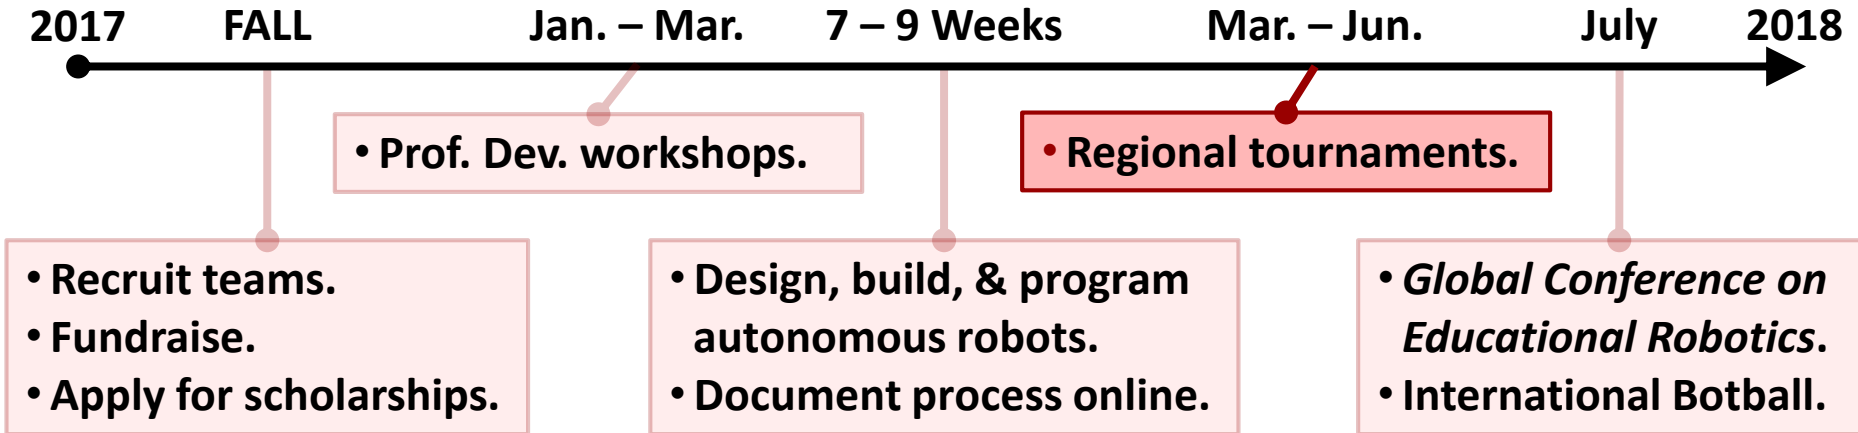 2017 FALL Jan. – Mar. 7 – 9 Weeks Mar. – Jun. July 2018
• Prof. Dev. workshops.
• Regional tournaments.
• Recruit teams.
• Fundraise.
• Apply for scholarships.
• Design, build, & program
autonomous robots.
• Document process online.
• Global Conference on
Educational Robotics.
• International Botball.